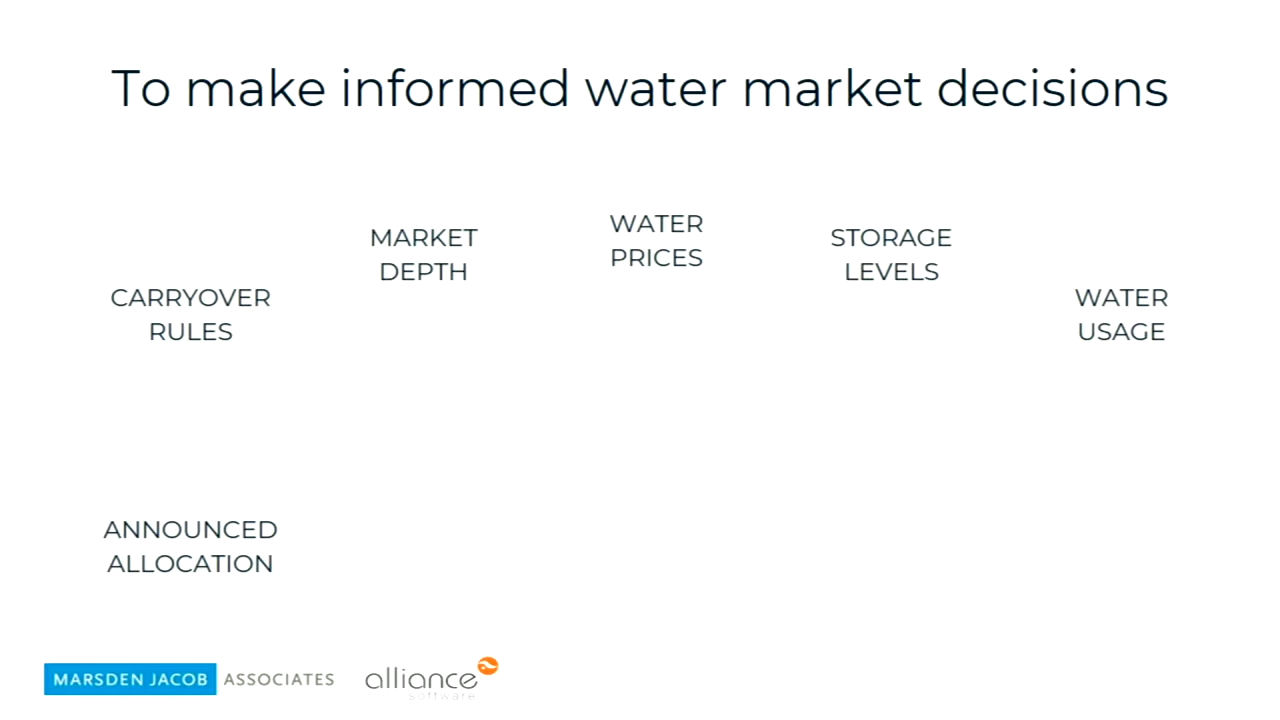 To make informed water market decisions
WATER
PRICES
MARKET
DEPTH
STORAGE
LEVELS
CARRYOVER
RULES
WATER
USAGE
ANNOUNCED
ALLOCATION
MARSDEN JACOB ASSOCIATES
alliance
software